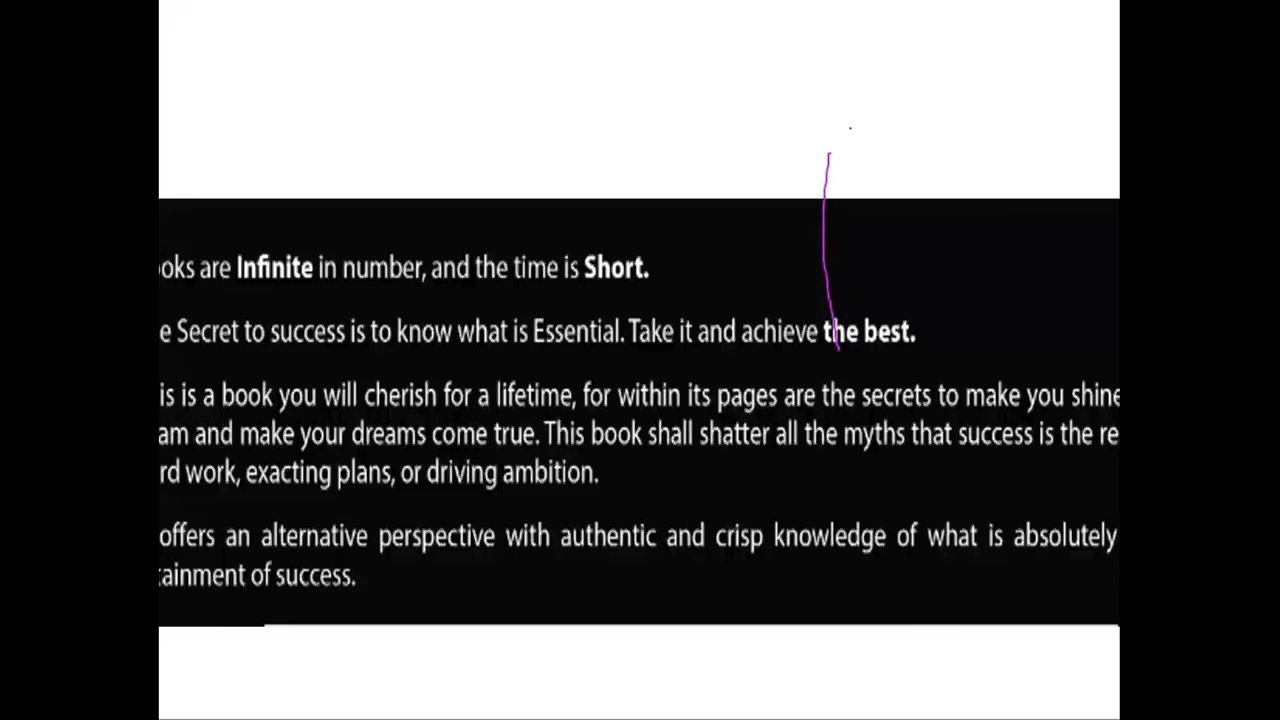 oks are Infinite in number, and the time is Short.
e Secret to success is to know what is Essential. Take it and achieve the best.
is is a book you will cherish for a lifetime, for within its pages are the secrets to make you shine
am and make your dreams come true. This book shall shatter all the myths that success is the re
rd work, exacting plans, or driving ambition.
offers an alternative perspective with authentic and crisp knowledge of what is absolutely
tainment of success.